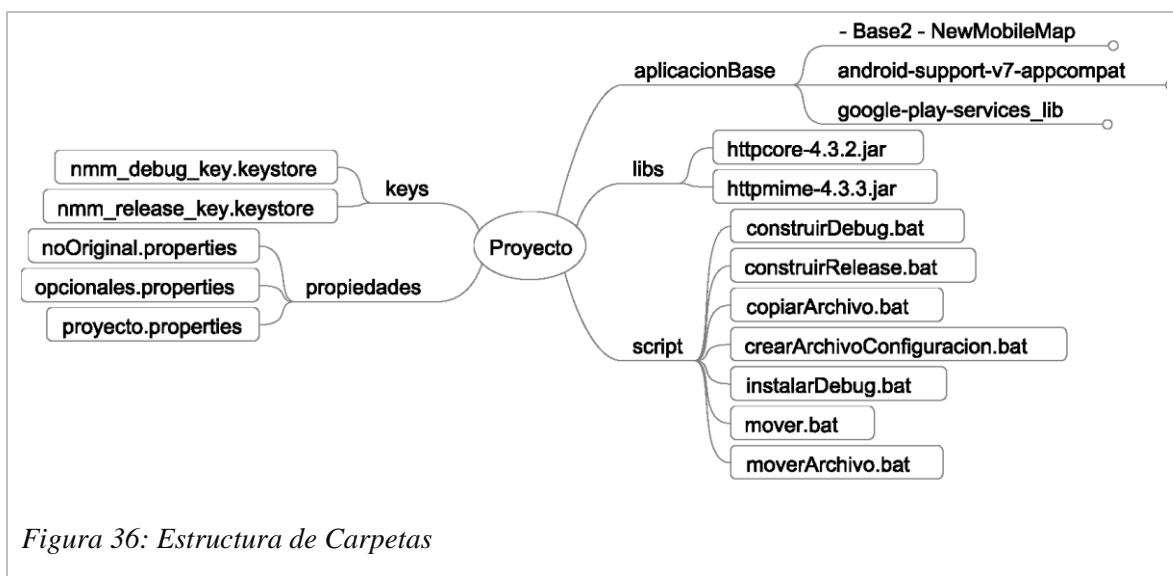 - Base2 - NewMobileMap
aplicacionBase
android-support-v7-appcompat
google-play-services_lib
httpcore-4.3.2.jar
libs
httpmime-4.3.3.jar
nmm_debug_key.keystore
keys
nmm_release_key.keystore
Proyecto
noOriginal.properties
opcionales.properties
propiedades
proyecto.properties
construirDebug.bat
construirRelease.bat
copiarArchivo.bat
script
crearArchivoConfiguracion.bat
instalarDebug.bat
mover.bat
moverArchivo.bat
Figura 36: Estructura de Carpetas